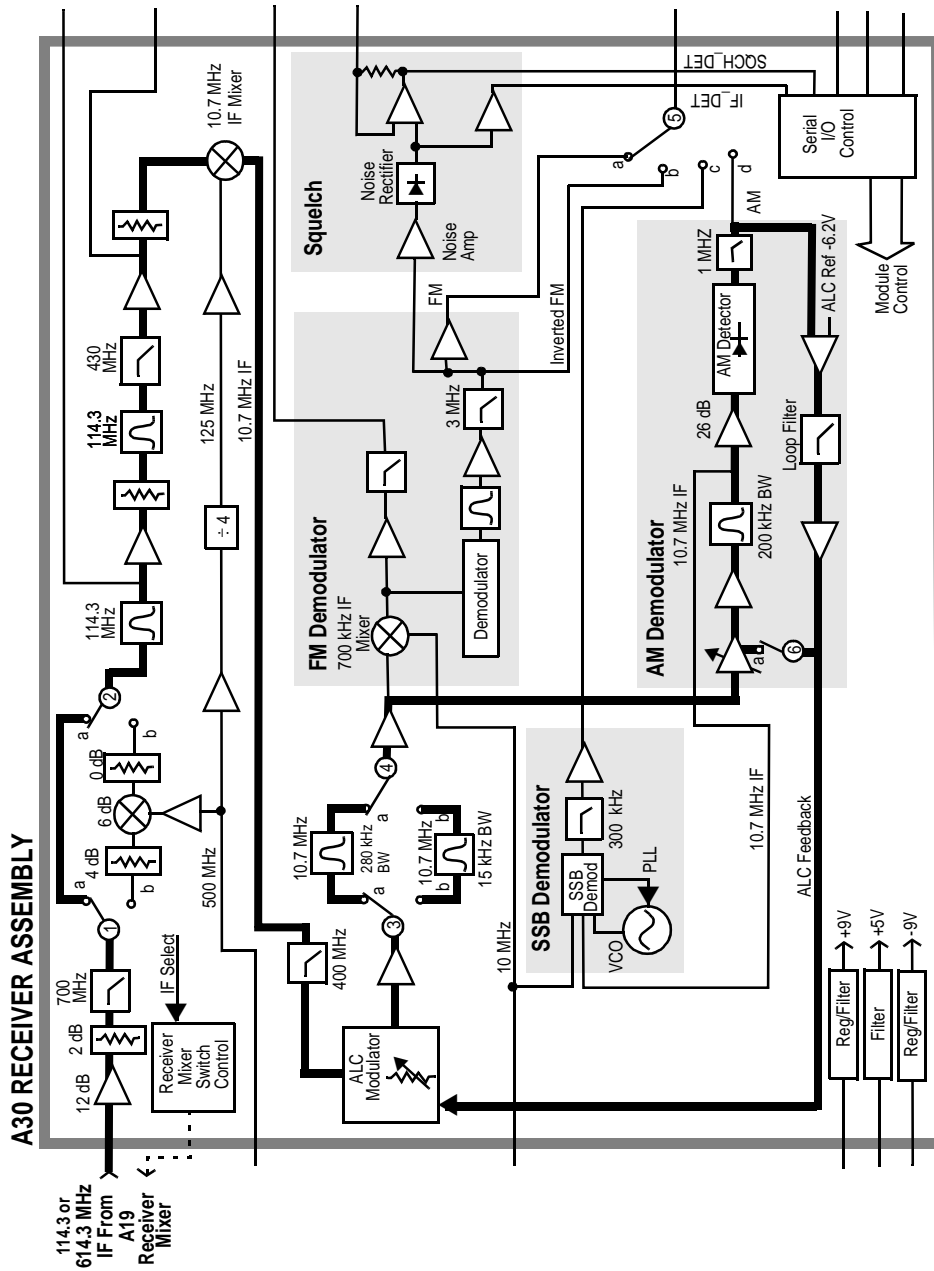 A30 RECEIVER ASSEMBLY
114.3 or
614.3 MHz
IF From
A19
Receiver
Mixer
12 dB
2 dB
700
MHz
1
a
b
4 dB
6 dB
0 dB
a
b
2
114.3
MHz
114.3
MHz
430
MHz
10.7 MHz
IF Mixer
IF Select
Receiver
Mixer
Switch
Control
500 MHz
÷ 4
125 MHz
10.7 MHz IF
400 MHz
ALC
Modulator
3
a
b
10.7 MHz
280 kHz
BW
10.7 MHz
15 kHz BW
a
b
4
FM Demodulator
700 kHz IF
Mixer
Demodulator
3 MHz
FM
Inverted FM
Squelch
Noise
Amp
Noise
Rectifier
SQCH_DET
IF_DET
a
b
c
d
5
AM
10 MHz
SSB Demodulator
VCO
PLL
SSB
Demod
300 kHz
10.7 MHz IF
AM Demodulator
7
a
6
200 kHz BW
10.7 MHz IF
26 dB
AM Detector
1 MHZ
ALC Ref -6.2V
Loop Filter
ALC Feedback
Serial
I/O
Control
Module
Control
Reg/Filter
+9V
Filter
+5V
Reg/Filter
-9V